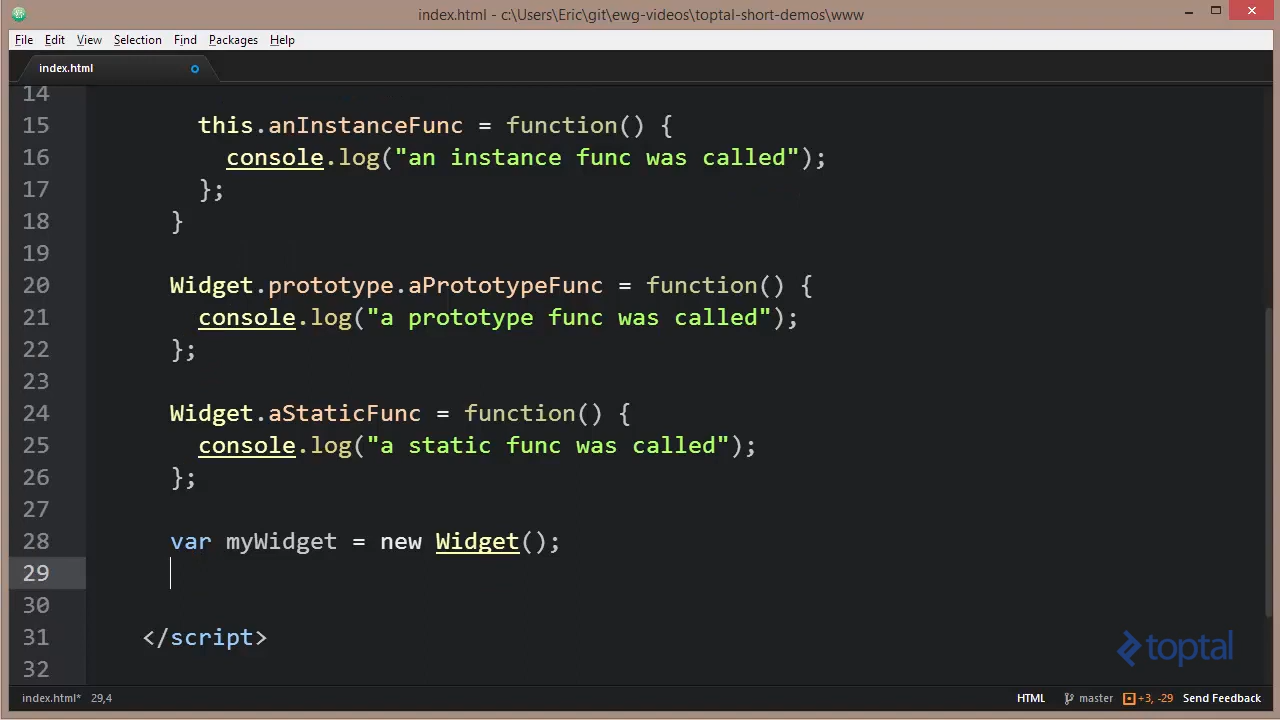 index.html - c:\Users\Eric\git\ewg-videos\toptal-short-demos\www
File Edit View Selection Find Packages Help
index.html
14
15 this.anInstanceFunc = function() {
16 console.log("an instance func was called");
17 };
18 }
19
20 Widget.prototype.aPrototypeFunc = function() {
21 console.log("a prototype func was called");
22 };
23
24 Widget.aStaticFunc = function() {
25 console.log("a static func was called");
26 };
27
28 var myWidget = new Widget();
29
30
31 </script>
32
toptal
index.html* 29,4 HTML master +3, -29 Send Feedback